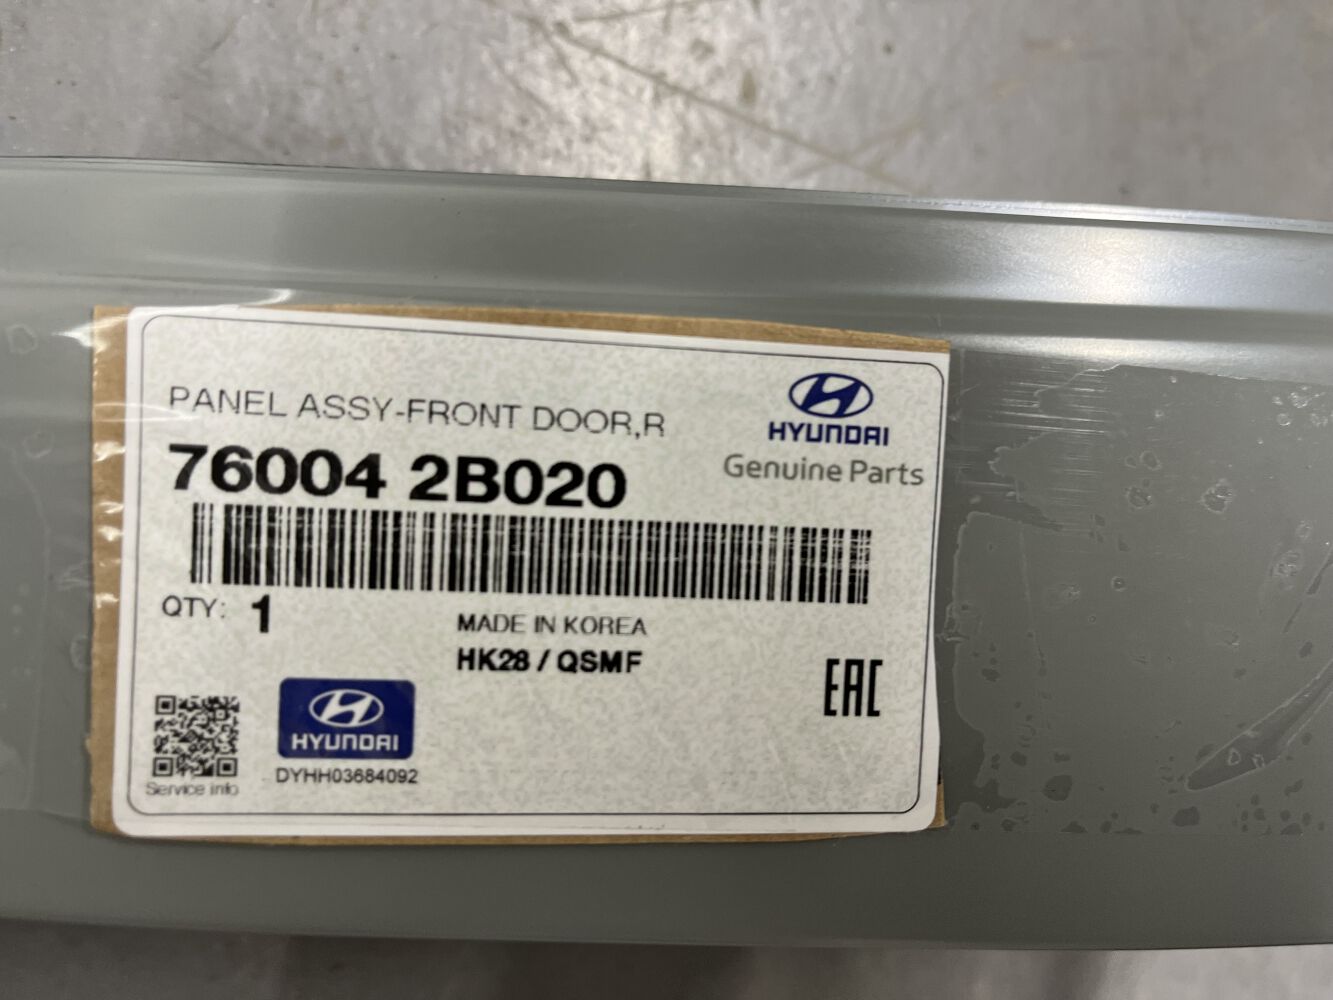 PANEL ASSY-FRONT DOOR,R
76004 2B020
HYUNDAI
Genuine Parts
QTY: 1
MADE IN KOREA
HK28 / QSMF
EAC
HYUNDAI
DYHH03684092
Service info